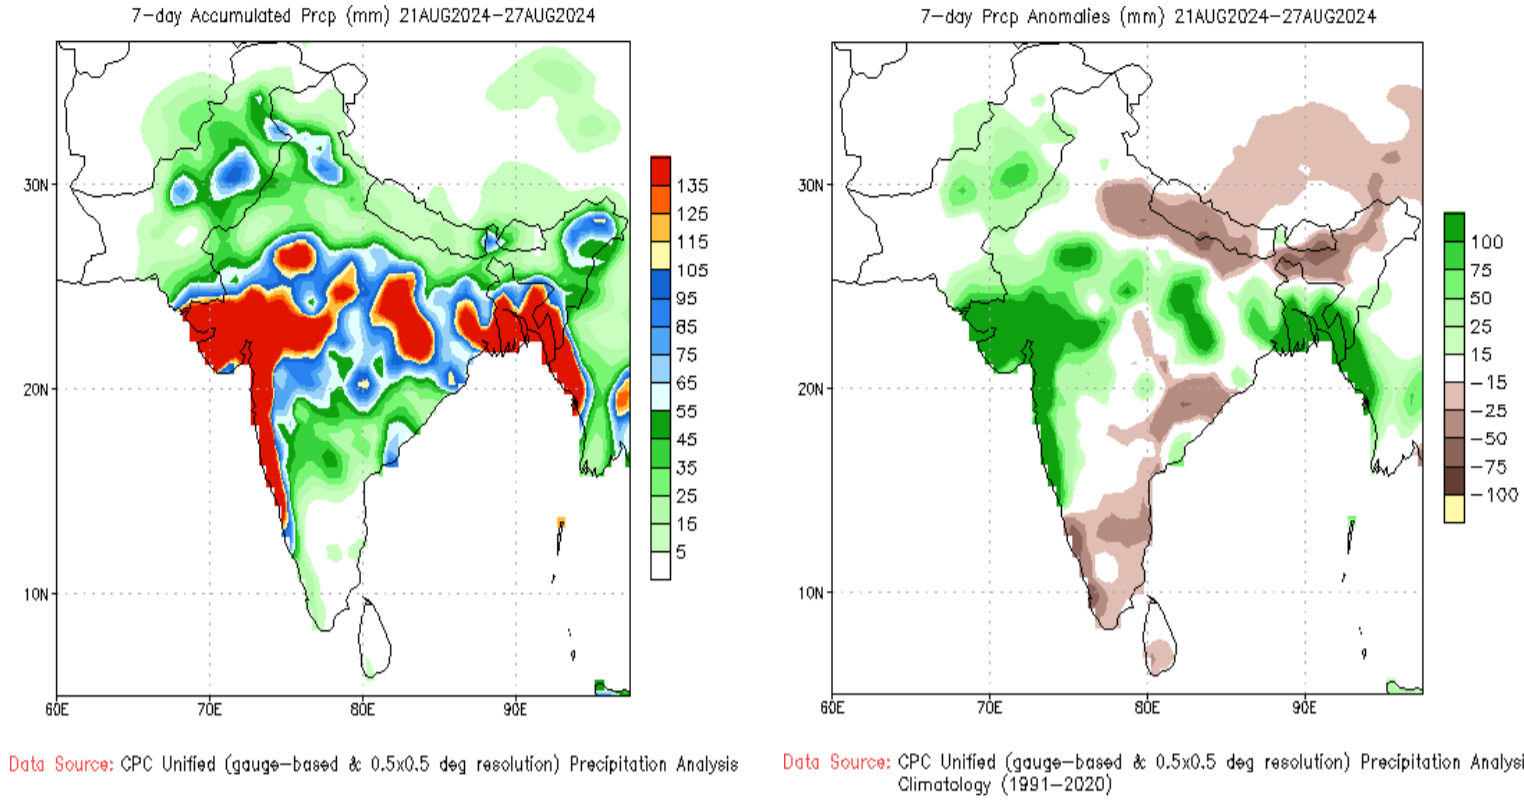 7-day Accumulated Prcp (mm) 21AUG2024-27AUG2024
135
125
115
105
95
85
75
65
55
45
35
25
15
5
30N
20N
10N
60E
70E
80E
90E
Data Source: CPC Unified (gauge-based & 0.5x0.5 deg resolution) Precipitation Analysis
7-day Prcp Anomalies (mm) 21AUG2024-27AUG2024
100
75
50
25
15
-15
-25
-50
-75
-100
30N
20N
10N
60E
70E
80E
90E
Data Source: CPC Unified (gauge-based & 0.5x0.5 deg resolution) Precipitation Analysi
Climatology (1991-2020)